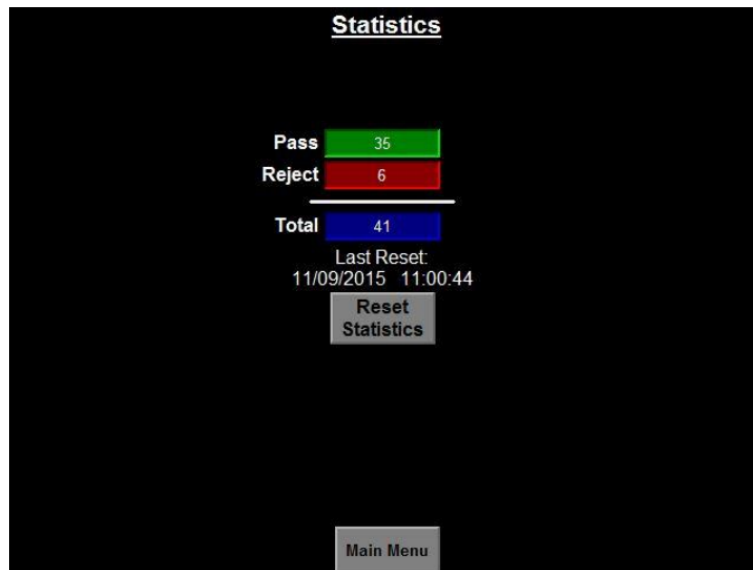 Statistics
Pass 35
Reject 6
Total 41
Last Reset:
11/09/2015 11:00:44
Reset
Statistics
Main Menu